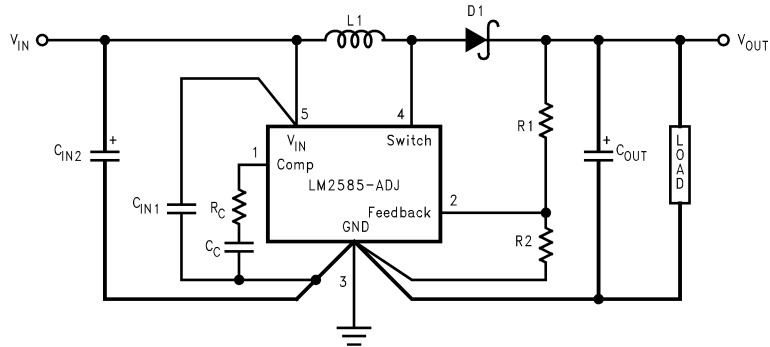 D1
L1
VIN
VOUT
5
4
R1
VIN
Switch
CIN2
+
1
Comp
+
COUT
LOAD
LM2585-ADJ
CIN1
RC
Feedback
2
GND
R2
CC
3